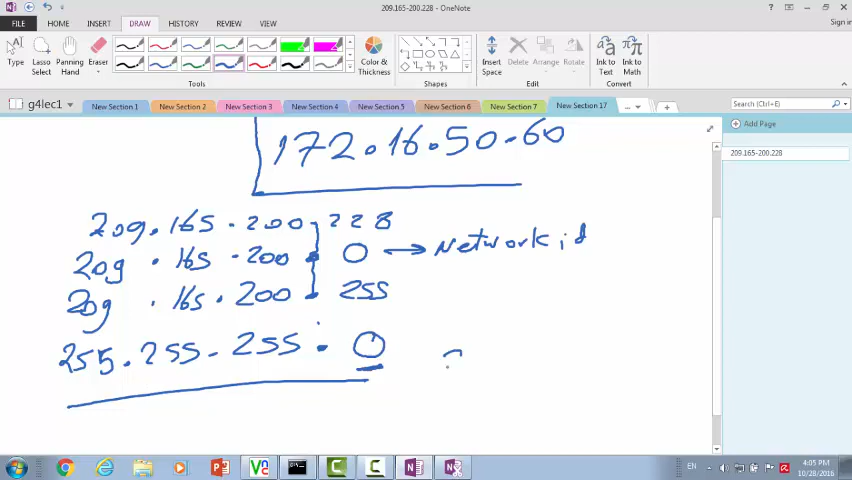 209.165-200.228 - OneNote
FILE HOME INSERT DRAW HISTORY REVIEW VIEW Sign in
Type Lasso Select Panning Hand Eraser Color & Thickness Insert Space Delete Arrange Rotate Ink to Text Ink to Math
Tools Shapes Edit Convert
g4lec1 New Section 1 New Section 2 New Section 3 New Section 4 New Section 5 New Section 6 New Section 7 New Section 17 ... + Search (Ctrl+E)
Add Page
209.165-200.228
172.16.50.60
209.165.200.228
209.165.200.0 → Network id
209.165.200.255
255.255.255.0
EN 4:05 PM
10/28/2016